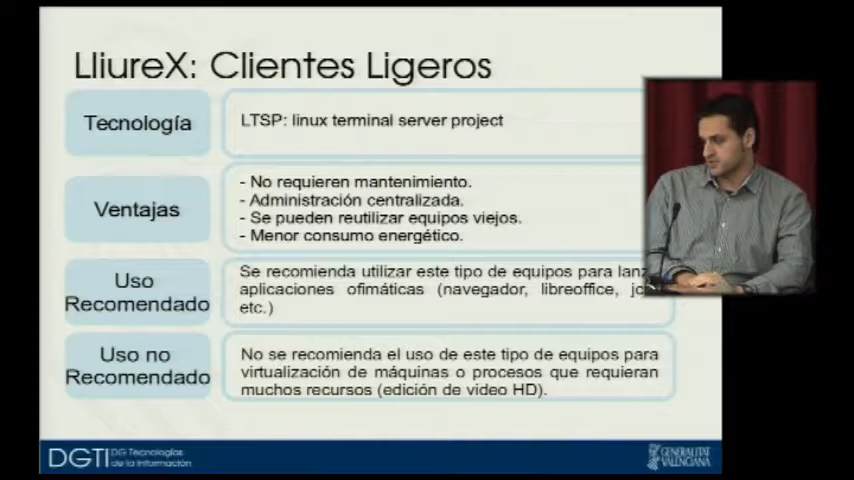 LliureX: Clientes Ligeros
Tecnología
LTSP: linux terminal server project
Ventajas
- No requieren mantenimiento.
- Administración centralizada.
- Se pueden reutilizar equipos viejos.
- Menor consumo energético.
Uso
Recomendado
Se recomienda utilizar este tipo de equipos para
aplicaciones ofimáticas (navegador, libreoffice,
etc.)
Uso no
Recomendado
No se recomienda el uso de este tipo de equipos para
virtualización de máquinas o procesos que requieran
muchos recursos (edición de video HD).
DGTI
DG Tecnologías
de la Información
GENERALITAT
VALENCIANA